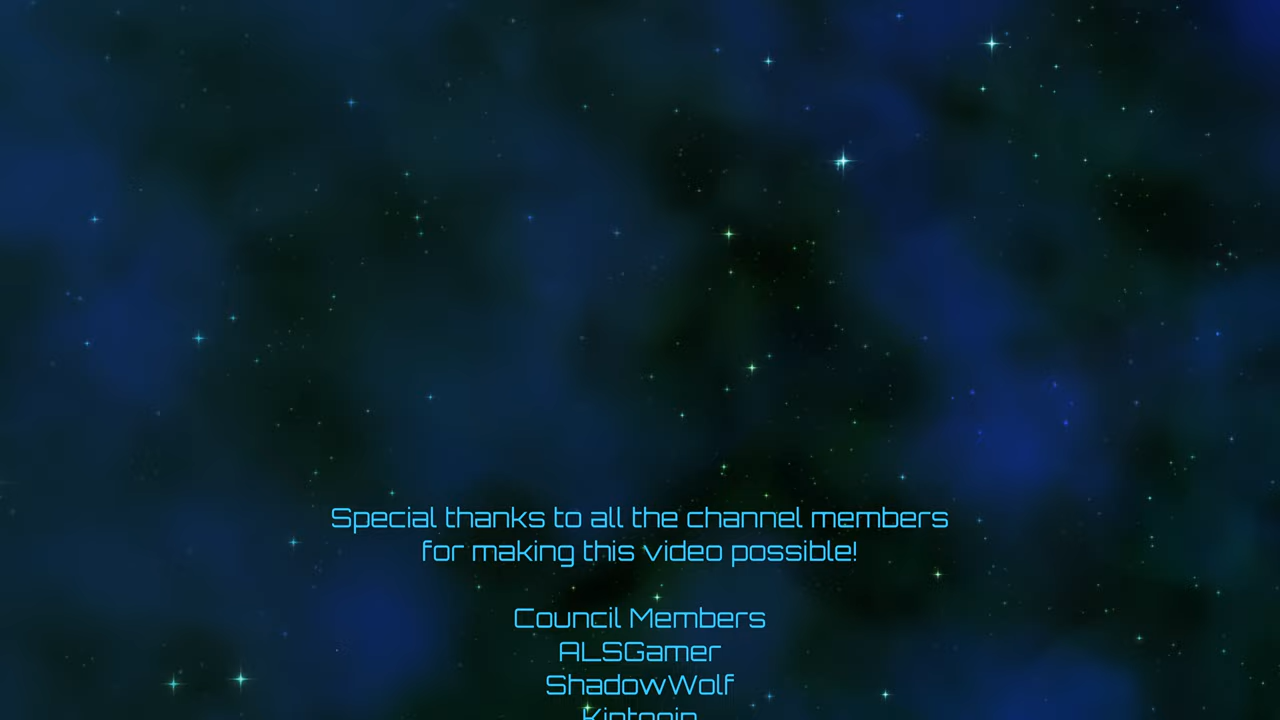 Special thanks to all the channel members
for making this video possible!
Council Members
ALSGamer
ShadowWolf